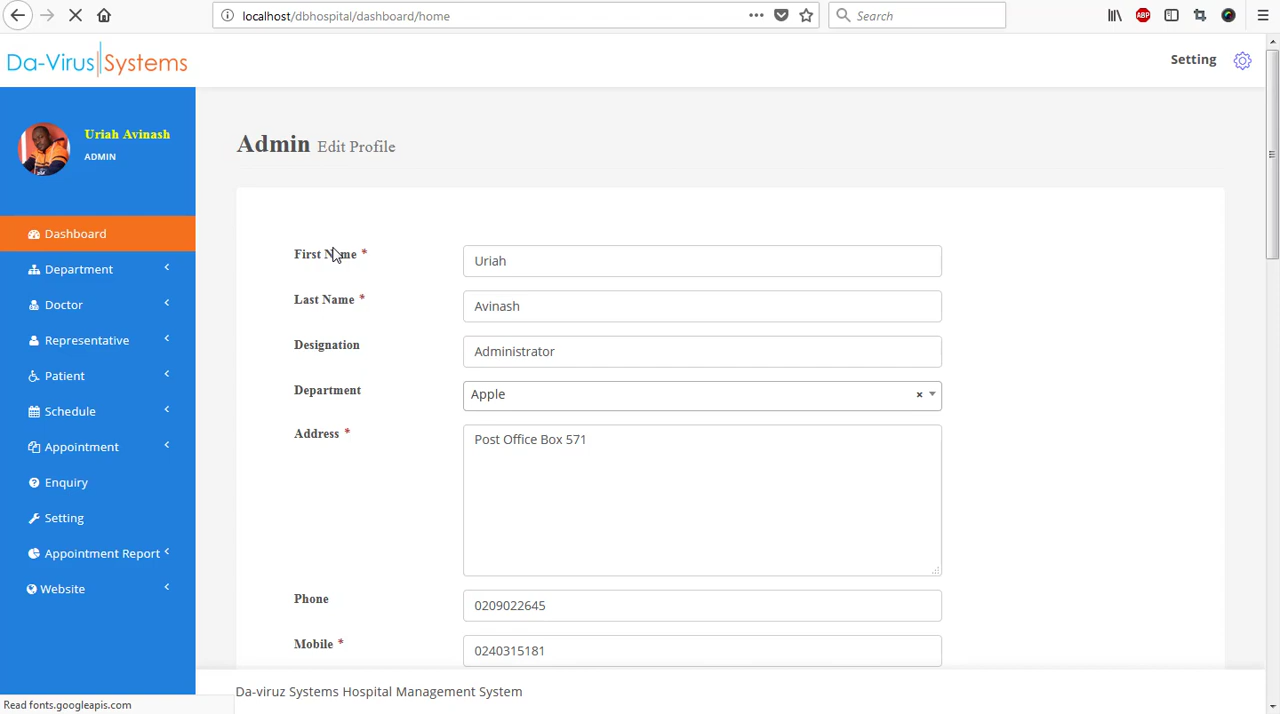 localhost/dbhospital/dashboard/home
Search
ABP
Da-Virus Systems
Setting
Uriah Avinash
ADMIN
Dashboard
Department
Doctor
Representative
Patient
Schedule
Appointment
Enquiry
Setting
Appointment Report
Website
Admin Edit Profile
First Name * Uriah
Last Name * Avinash
Designation Administrator
Department Apple
Address * Post Office Box 571
Phone 0209022645
Mobile * 0240315181
Da-viruz Systems Hospital Management System
Read fonts.googleapis.com